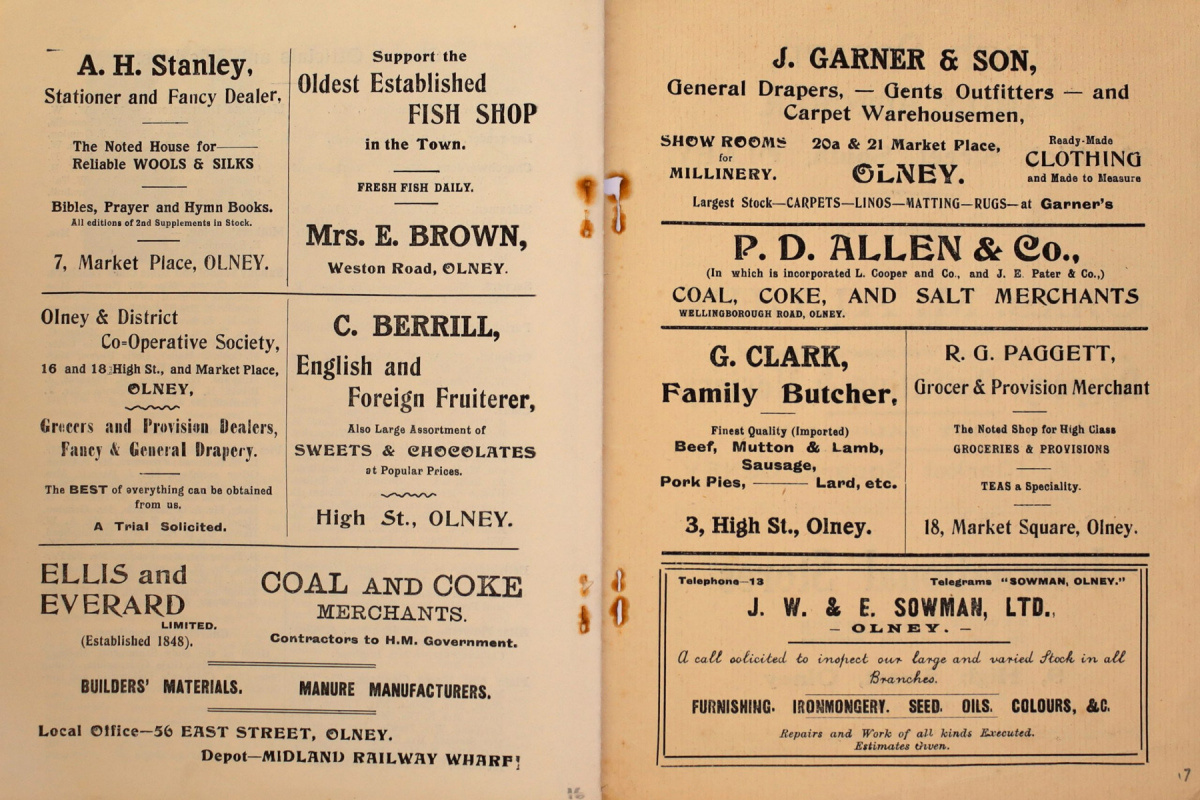 A. H. Stanley,
Stationer and Fancy Dealer,
The Noted House for
Reliable WOOLS & SILKS
Bibles, Prayer and Hymn Books.
All editions of 2nd Supplements in Stock.
7, Market Place, OLNEY.
Support the
Oldest Established
FISH SHOP
in the Town.
FRESH FISH DAILY.
Mrs. E. BROWN,
Weston Road, OLNEY.
Olney & District
Co=Operative Society,
16 and 18 High St., and Market Place,
OLNEY,
Grocers and Provision Dealers,
Fancy & General Drapery.
The BEST of everything can be obtained
from us.
A Trial Solicited.
C. BERRILL,
English and
Foreign Fruiterer,
Also Large Assortment of
SWEETS & CHOCOLATES
at Popular Prices.
High St., OLNEY.
ELLIS and
EVERARD
LIMITED.
(Established 1848).
COAL AND COKE
MERCHANTS.
Contractors to H.M. Government.
BUILDERS' MATERIALS. MANURE MANUFACTURERS.
Local Office—56 EAST STREET, OLNEY.
Depot—MIDLAND RAILWAY WHARF!
16
J. GARNER & SON,
General Drapers, — Gents Outfitters — and
Carpet Warehousemen,
SHOW ROOMS
for
MILLINERY.
20a & 21 Market Place,
OLNEY.
Ready-Made
CLOTHING
and Made to Measure
Largest Stock—CARPETS—LINOS—MATTING—RUGS—at Garner's
P. D. ALLEN & Co.,
(In which is incorporated L. Cooper and Co., and J. E. Pater & Co.,)
COAL, COKE, AND SALT MERCHANTS
WELLINGBOROUGH ROAD, OLNEY.
G. CLARK,
Family Butcher,
Finest Quality (Imported)
Beef, Mutton & Lamb,
Sausage,
Pork Pies, —— Lard, etc.
3, High St., Olney.
R. G. PAGGETT,
Grocer & Provision Merchant
The Noted Shop for High Class
GROCERIES & PROVISIONS
TEAS a Speciality.
18, Market Square, Olney.
Telephone—13 Telegrams "SOWMAN, OLNEY."
J. W. & E. SOWMAN, LTD.,
— OLNEY. —
A call solicited to inspect our large and varied Stock in all
Branches.
FURNISHING. IRONMONGERY. SEED. OILS. COLOURS, &C.
Repairs and Work of all kinds Executed.
Estimates Given.
17